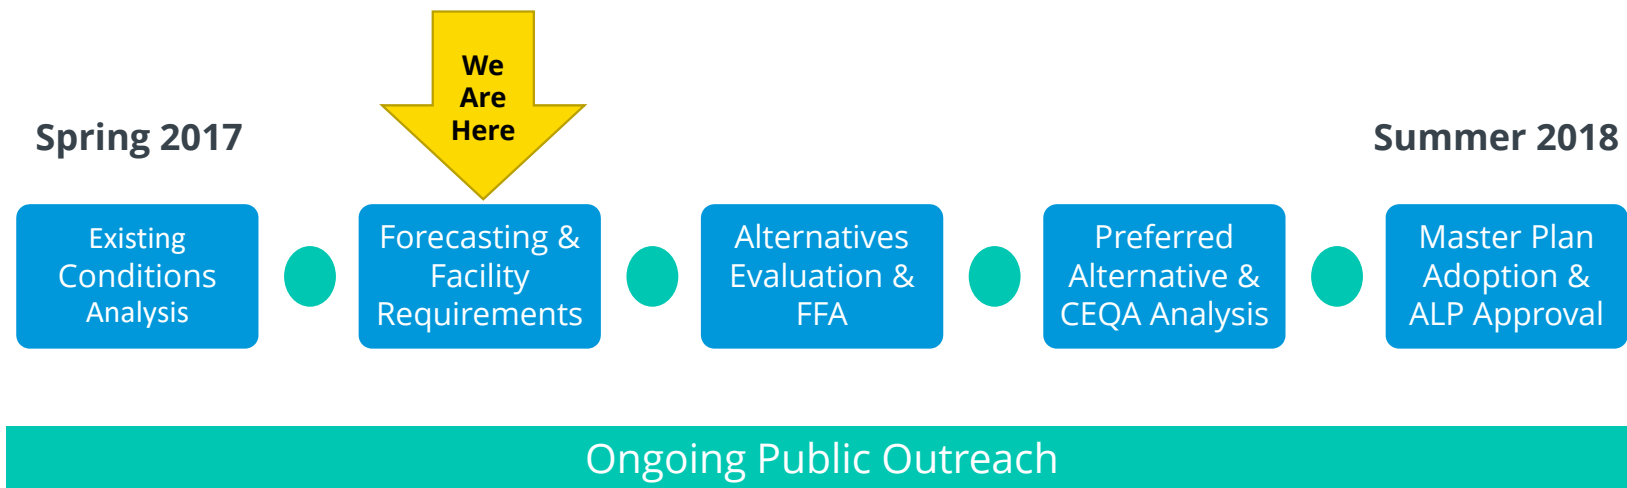 We
Are
Here
Spring 2017
Summer 2018
Existing
Conditions
Analysis
Forecasting &
Facility
Requirements
Alternatives
Evaluation &
FFA
Preferred
Alternative &
CEQA Analysis
Master Plan
Adoption &
ALP Approval
Ongoing Public Outreach